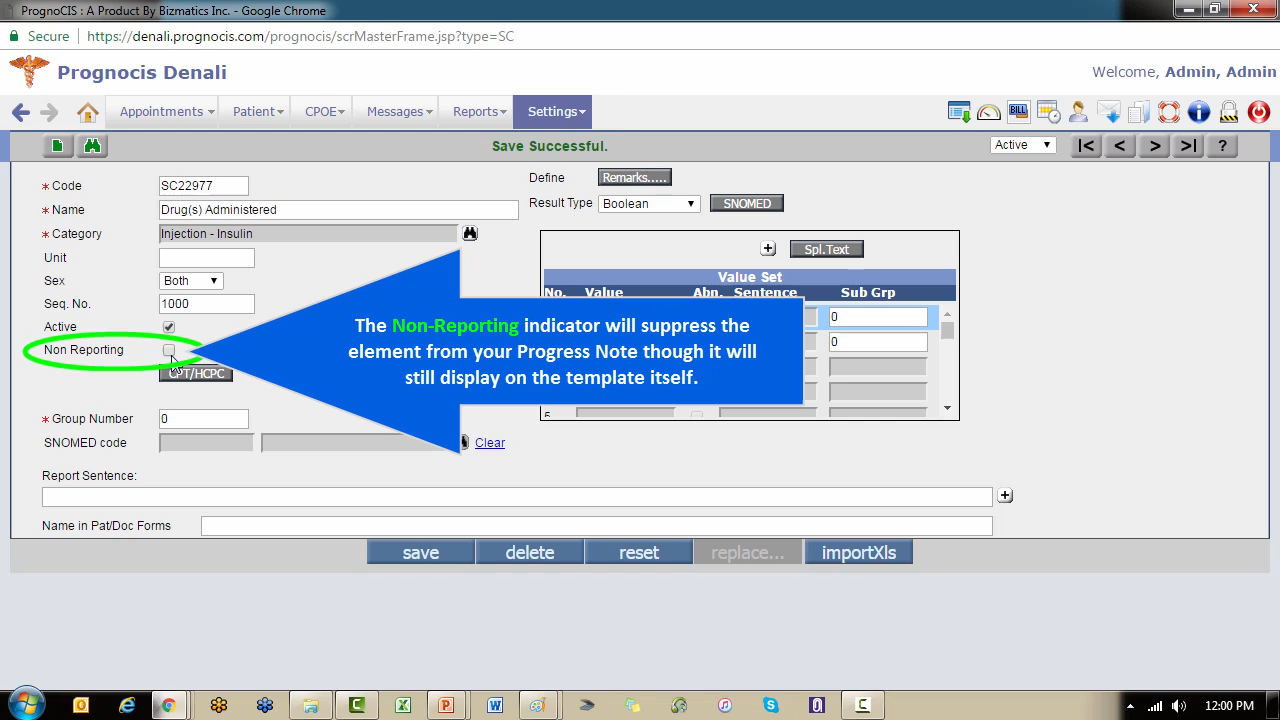 PrognoCIS : A Product By Bizmatics Inc. - Google Chrome
Secure https://denali.prognocis.com/prognocis/scrMasterFrame.jsp?type=SC
Prognocis Denali
Welcome, Admin, Admin
Appointments Patient CPOE Messages Reports Settings BILL
Save Successful.
Active |< < > >| ?
* Code SC22977
Define Remarks.....
* Name Drug(s) Administered
Result Type Boolean SNOMED
* Category Injection - Insulin
Unit
+ Spl.Text
Sex Both
Value Set
No. Value Abn. Sentence Sub Grp
Seq. No. 1000
0
Active
The Non-Reporting indicator will suppress the
element from your Progress Note though it will
still display on the template itself.
0
Non Reporting
CPT/HCPC
* Group Number 0
SNOMED code Clear
Report Sentence:
+
Name in Pat/Doc Forms
save delete reset replace... importXls
12:00 PM